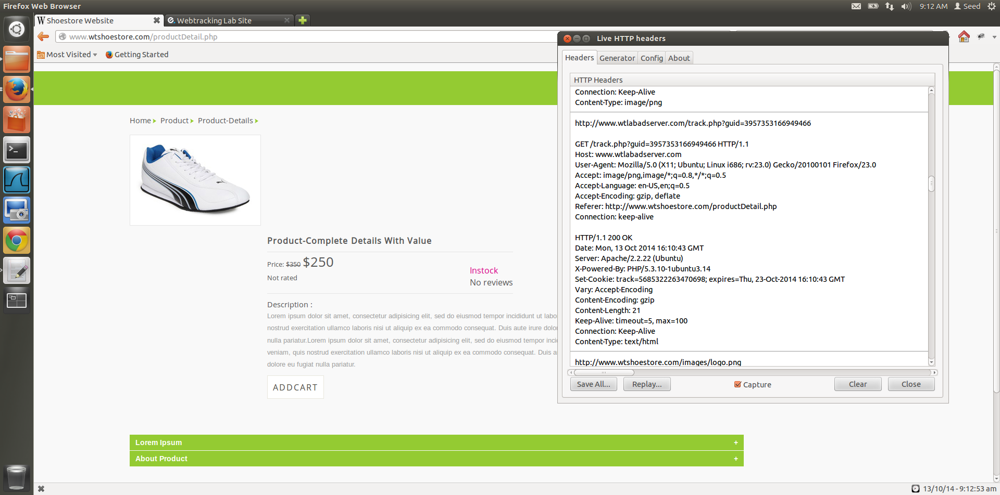 Firefox Web Browser
9:12 AM
Seed
Shoestore Website
Webtracking Lab Site
www.wtshoestore.com/productDetail.php
Most Visited
Getting Started
Home
Product
Product-Details
Product-Complete Details With Value
Price: $350 $250
Instock
Not rated
No reviews
Description :
Lorem ipsum dolor sit amet, consectetur adipisicing elit, sed do eiusmod tempor incididunt ut labo
nostrud exercitation ullamco laboris nisi ut aliquip ex ea commodo consequat. Duis aute irure dolor
nulla pariatur.Lorem ipsum dolor sit amet, consectetur adipisicing elit, sed do eiusmod tempor inci
veniam, quis nostrud exercitation ullamco laboris nisi ut aliquip ex ea commodo consequat. Duis a
dolore eu fugiat nulla pariatur.
ADDCART
Lorem Ipsum +
About Product +
Live HTTP headers
Headers
Generator
Config
About
HTTP Headers
Connection: Keep-Alive
Content-Type: image/png
http://www.wtlabadserver.com/track.php?guid=3957353166949466
GET /track.php?guid=3957353166949466 HTTP/1.1
Host: www.wtlabadserver.com
User-Agent: Mozilla/5.0 (X11; Ubuntu; Linux i686; rv:23.0) Gecko/20100101 Firefox/23.0
Accept: image/png,image/*;q=0.8,*/*;q=0.5
Accept-Language: en-US,en;q=0.5
Accept-Encoding: gzip, deflate
Referer: http://www.wtshoestore.com/productDetail.php
Connection: keep-alive
HTTP/1.1 200 OK
Date: Mon, 13 Oct 2014 16:10:43 GMT
Server: Apache/2.2.22 (Ubuntu)
X-Powered-By: PHP/5.3.10-1ubuntu3.14
Set-Cookie: track=5685322263470698; expires=Thu, 23-Oct-2014 16:10:43 GMT
Vary: Accept-Encoding
Content-Encoding: gzip
Content-Length: 21
Keep-Alive: timeout=5, max=100
Connection: Keep-Alive
Content-Type: text/html
http://www.wtshoestore.com/images/logo.png
Save All...
Replay...
Capture
Clear
Close
13/10/14 - 9:12:53 am